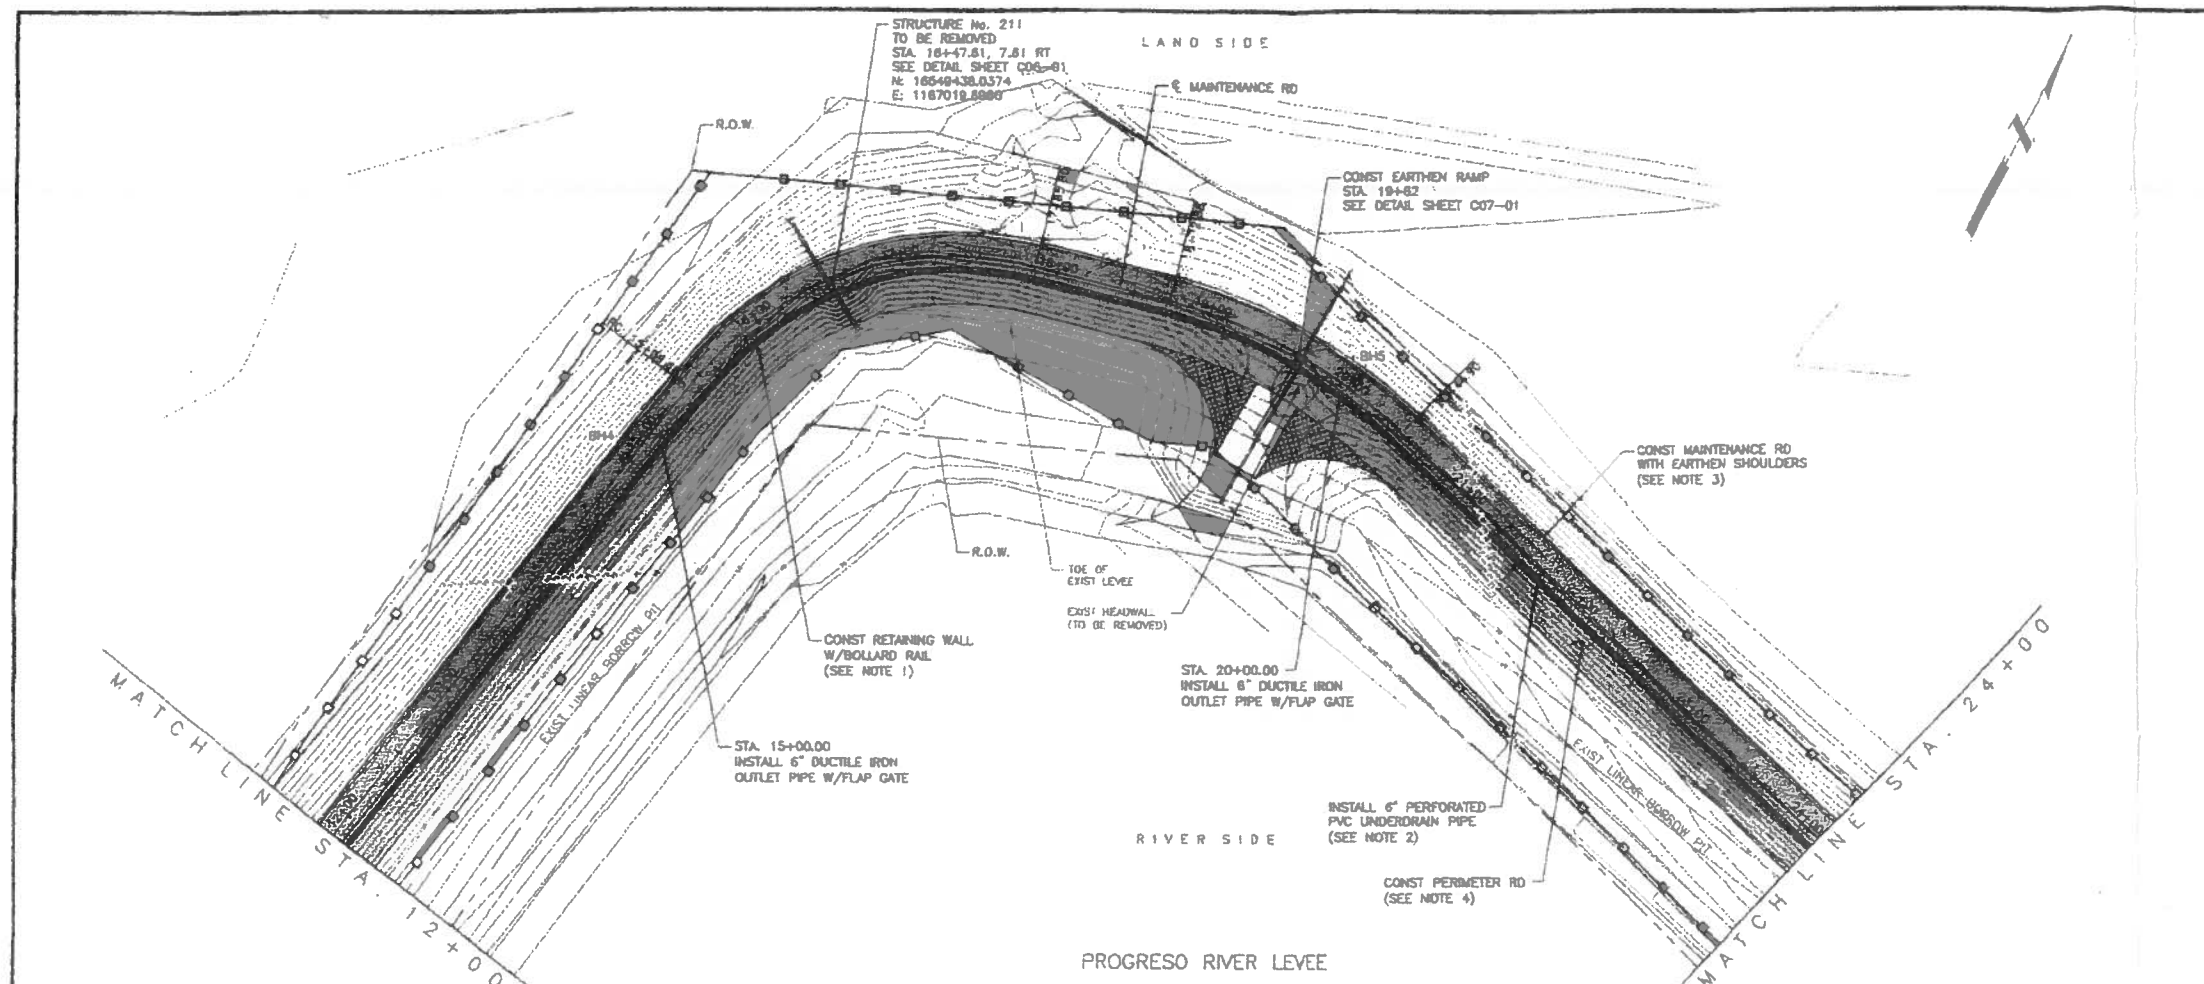 STRUCTURE No. 211
TO BE REMOVED
STA. 16+47.81, 7.81 RT
SEE DETAIL SHEET C06-01
N: 16649438.0374
E: 1167019.6986
LAND SIDE
℄ MAINTENANCE RD
R.O.W.
CONST EARTHEN RAMP
STA. 19+62
SEE DETAIL SHEET C07-01
BH5
BH4
CONST MAINTENANCE RD
WITH EARTHEN SHOULDERS
(SEE NOTE 3)
R.O.W.
TOE OF
EXIST LEVEE
EXIST HEADWALL
(TO BE REMOVED)
CONST RETAINING WALL
W/BOLLARD RAIL
(SEE NOTE 1)
EXIST LINEAR BORROW PIT
STA. 20+00.00
INSTALL 6" DUCTILE IRON
OUTLET PIPE W/FLAP GATE
STA. 15+00.00
INSTALL 6" DUCTILE IRON
OUTLET PIPE W/FLAP GATE
EXIST LINEAR BORROW PIT
INSTALL 6" PERFORATED
PVC UNDERDRAIN PIPE
(SEE NOTE 2)
RIVER SIDE
CONST PERIMETER RD
(SEE NOTE 4)
MATCH LINE STA. 12+00
MATCH LINE STA. 24+00
PROGRESO RIVER LEVEE